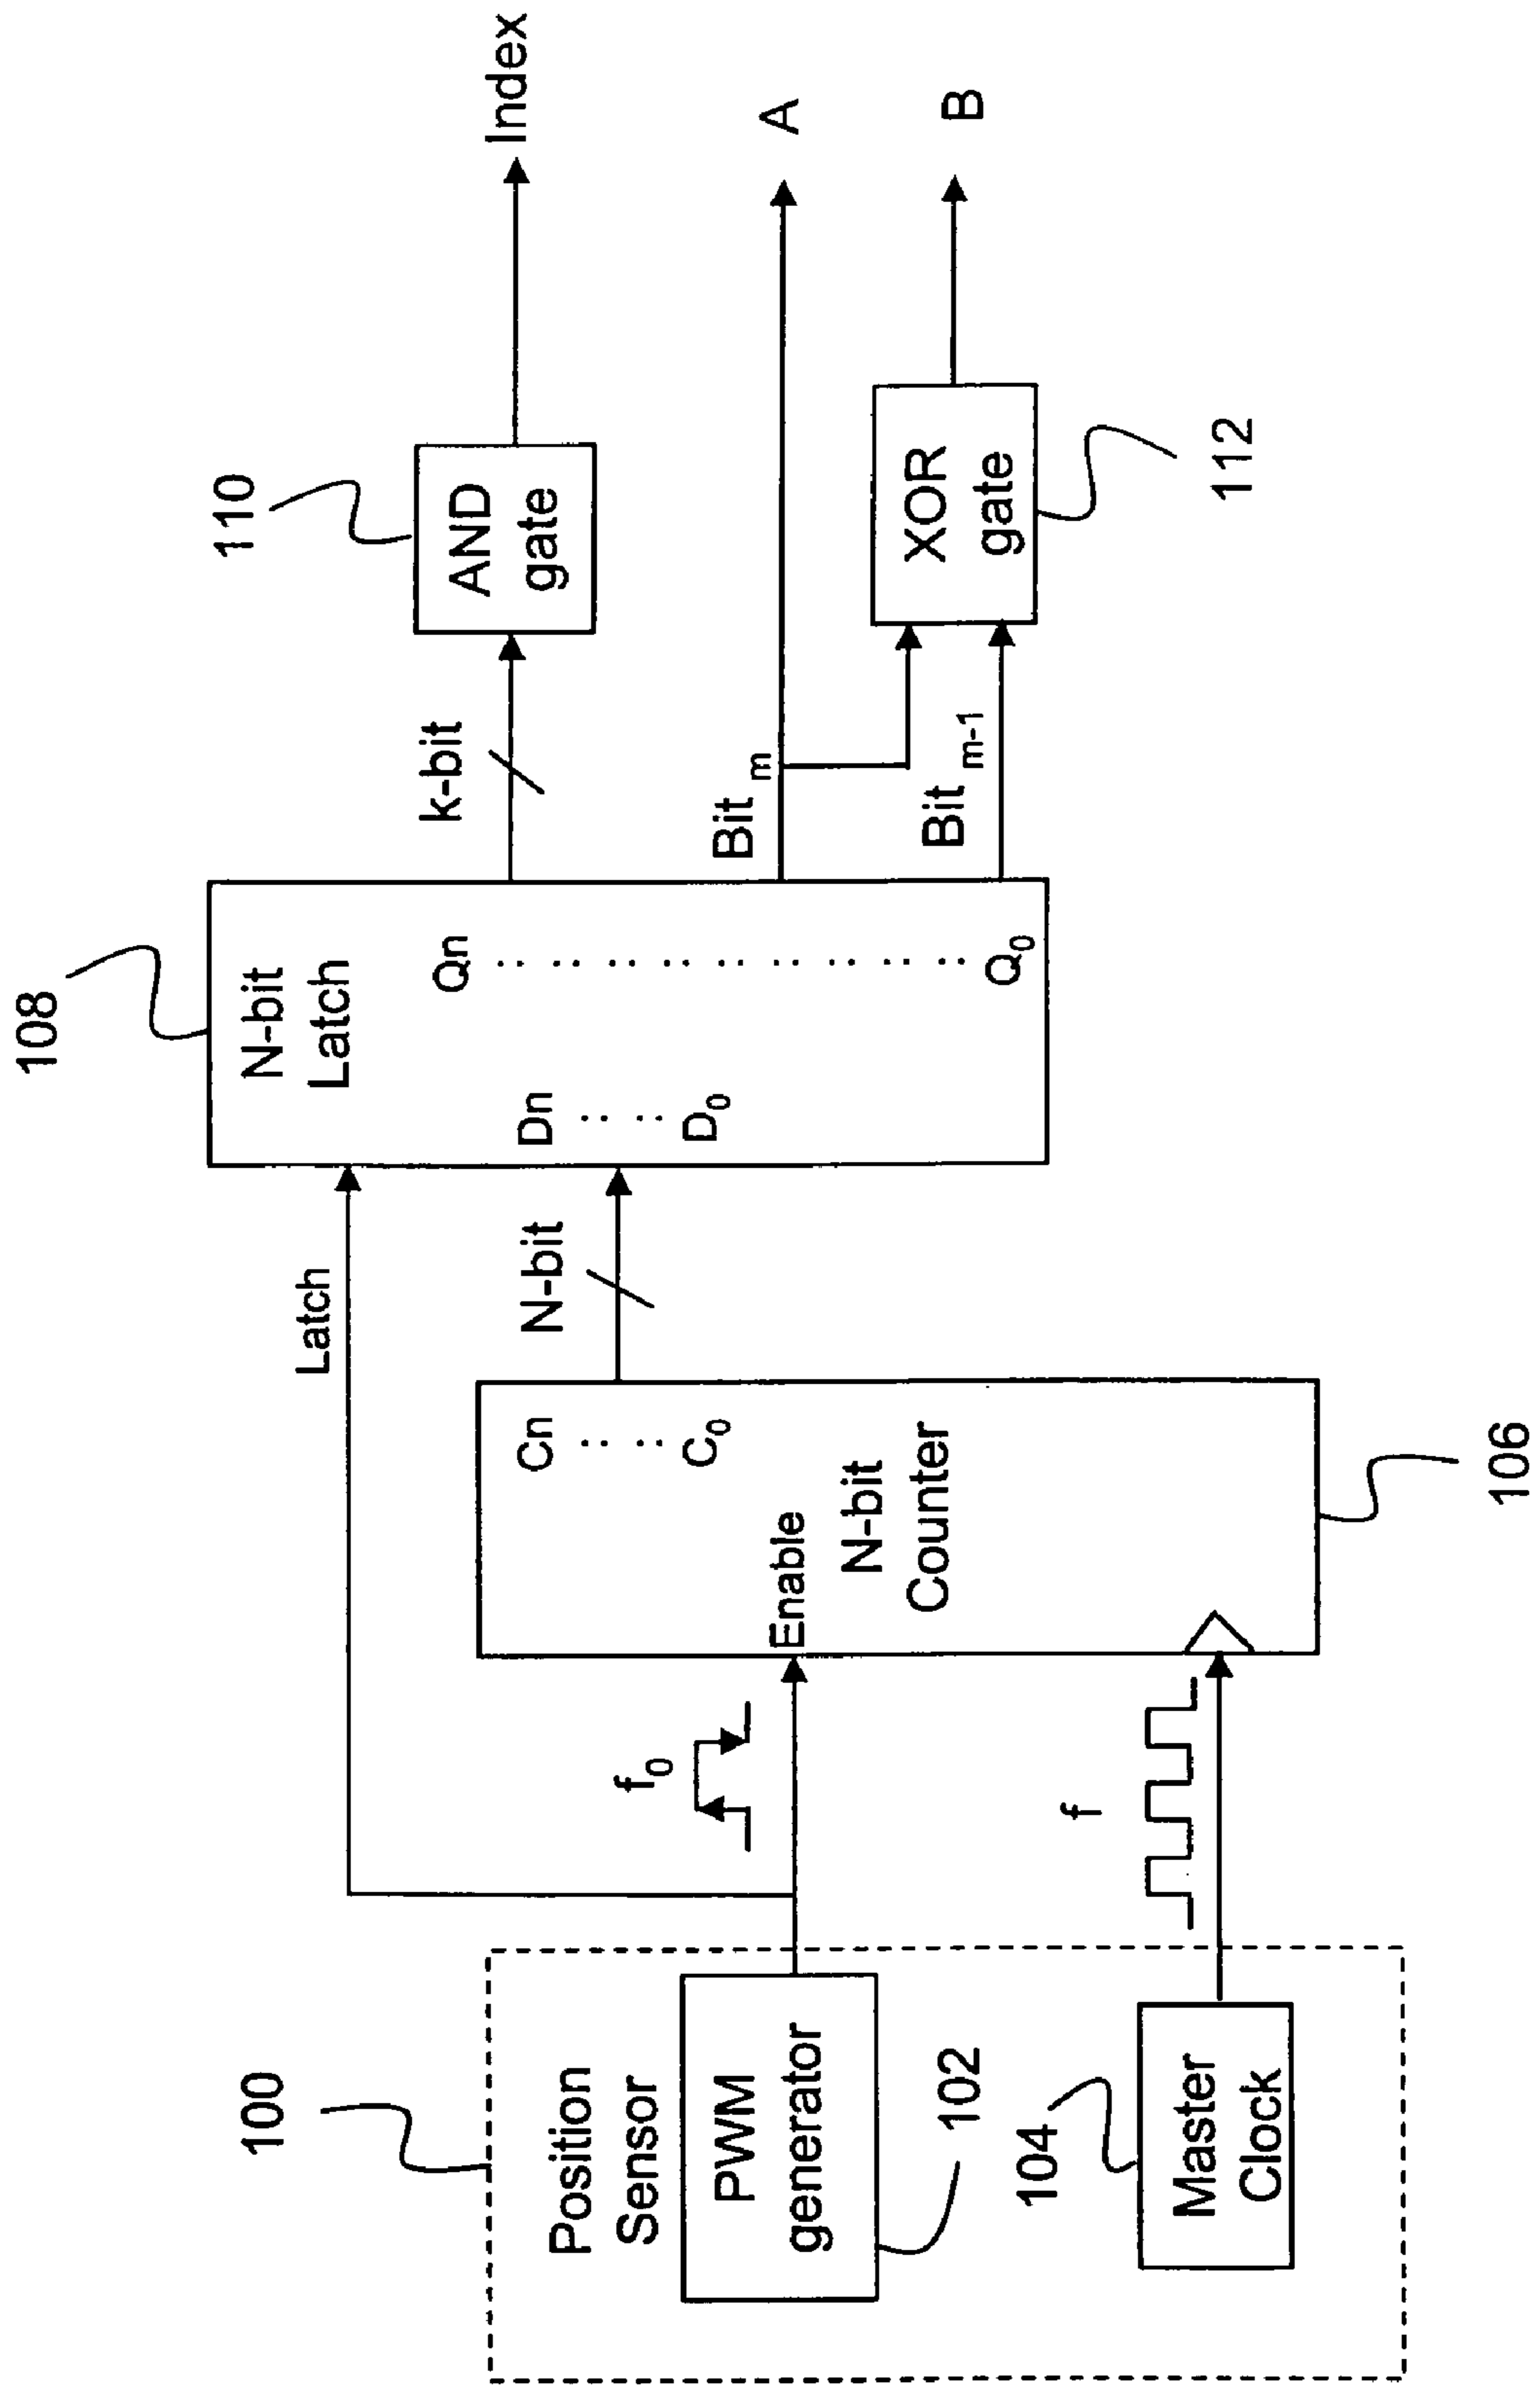 100
Position
Sensor
PWM
generator
102
104
Master
Clock
f₀
f
Latch
Enable
Cn
C₀
N-bit
Counter
106
N-bit
108
N-bit
Latch
Dn
D₀
Qn
Q₀
k-bit
Bit m
Bit m-1
110
AND
gate
XOR
gate
112
Index
A
B